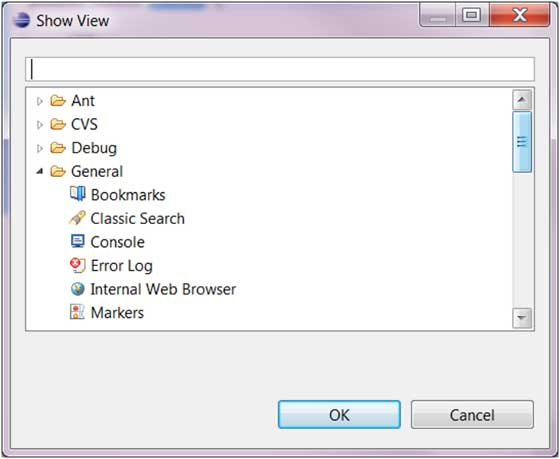 Show View
Ant
CVS
Debug
General
Bookmarks
Classic Search
Console
Error Log
Internal Web Browser
Markers
OK Cancel